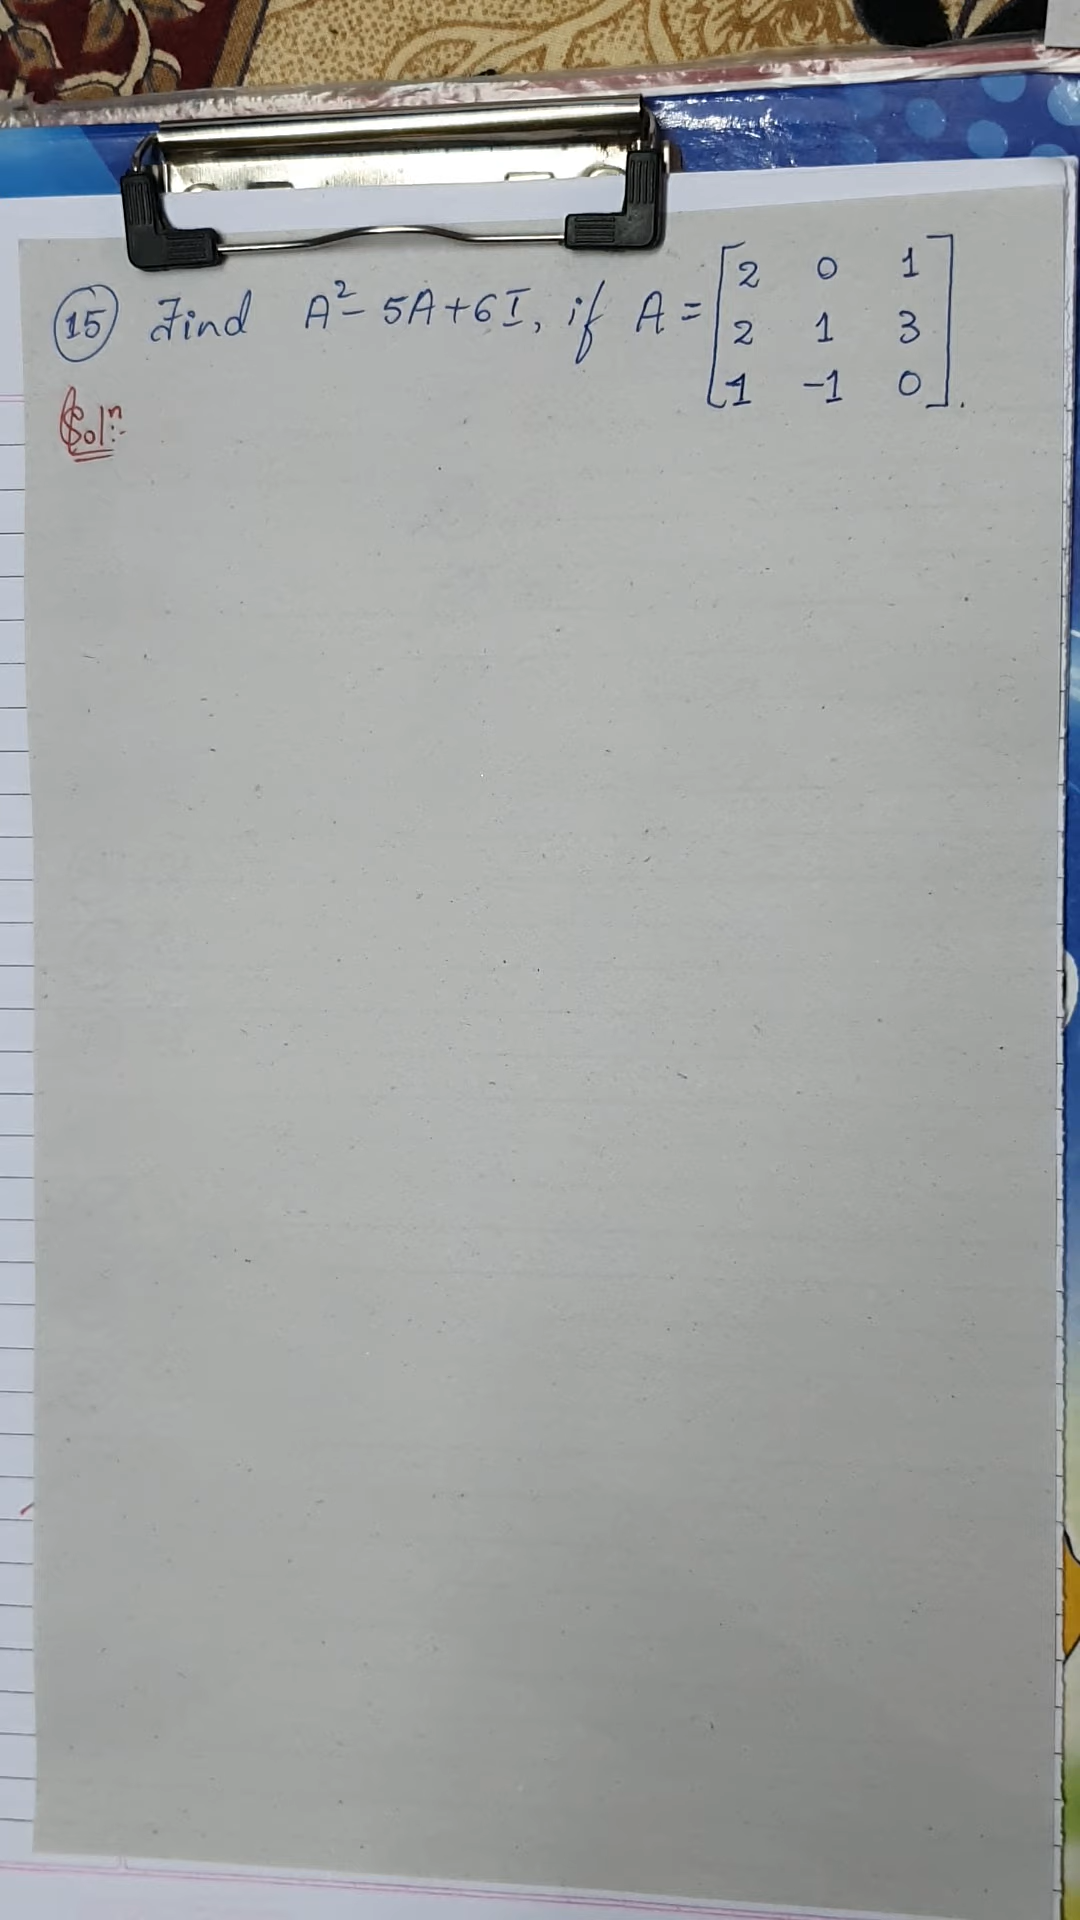 15 Find A² - 5A + 6I, if A = [2 0 1
2 1 3
1 -1 0].
Solⁿ:-